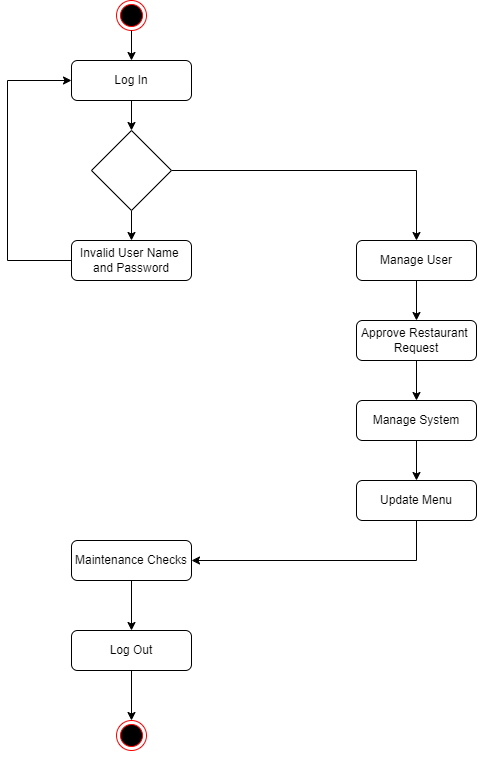 Log In
Invalid User Name
and Password
Manage User
Approve Restaurant
Request
Manage System
Update Menu
Maintenance Checks
Log Out